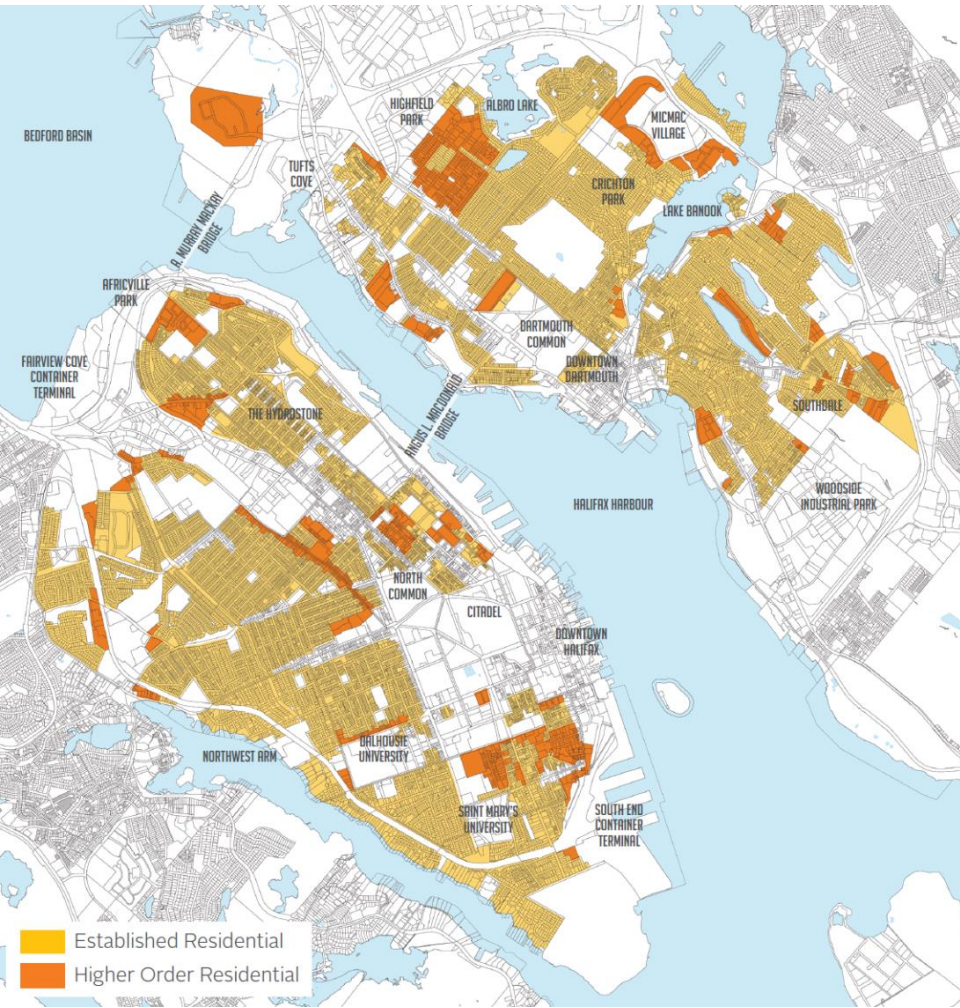 HIGHFIELD
PARK
ALBRO LAKE
MICMAC
VILLAGE
BEDFORD BASIN
TUFTS
COVE
CRICHTON
PARK
LAKE BANOOK
A. MURRAY MACKAY
BRIDGE
AFRICVILLE
PARK
DARTMOUTH
COMMON
FAIRVIEW COVE
CONTAINER
TERMINAL
DOWNTOWN
DARTMOUTH
THE HYDROSTONE
ANGUS L. MACDONALD
BRIDGE
SOUTHDALE
WOODSIDE
INDUSTRIAL PARK
HALIFAX HARBOUR
NORTH
COMMON
CITADEL
DOWNTOWN
HALIFAX
NORTHWEST ARM
DALHOUSIE
UNIVERSITY
SAINT MARY'S
UNIVERSITY
SOUTH END
CONTAINER
TERMINAL
Established Residential
Higher Order Residential